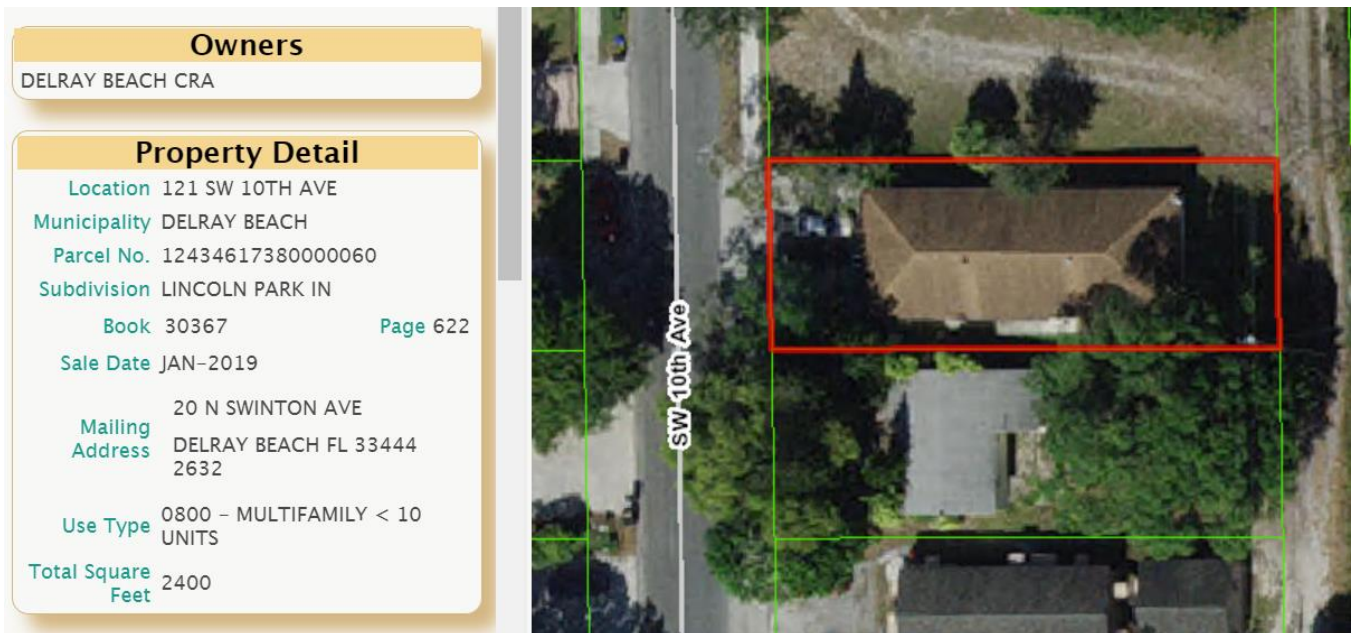 Owners
DELRAY BEACH CRA
Property Detail
Location 121 SW 10TH AVE
Municipality DELRAY BEACH
Parcel No. 12434617380000060
Subdivision LINCOLN PARK IN
Book 30367 Page 622
Sale Date JAN-2019
Mailing Address 20 N SWINTON AVE
DELRAY BEACH FL 33444
2632
Use Type 0800 - MULTIFAMILY < 10
UNITS
Total Square
Feet 2400
SW 10th Ave